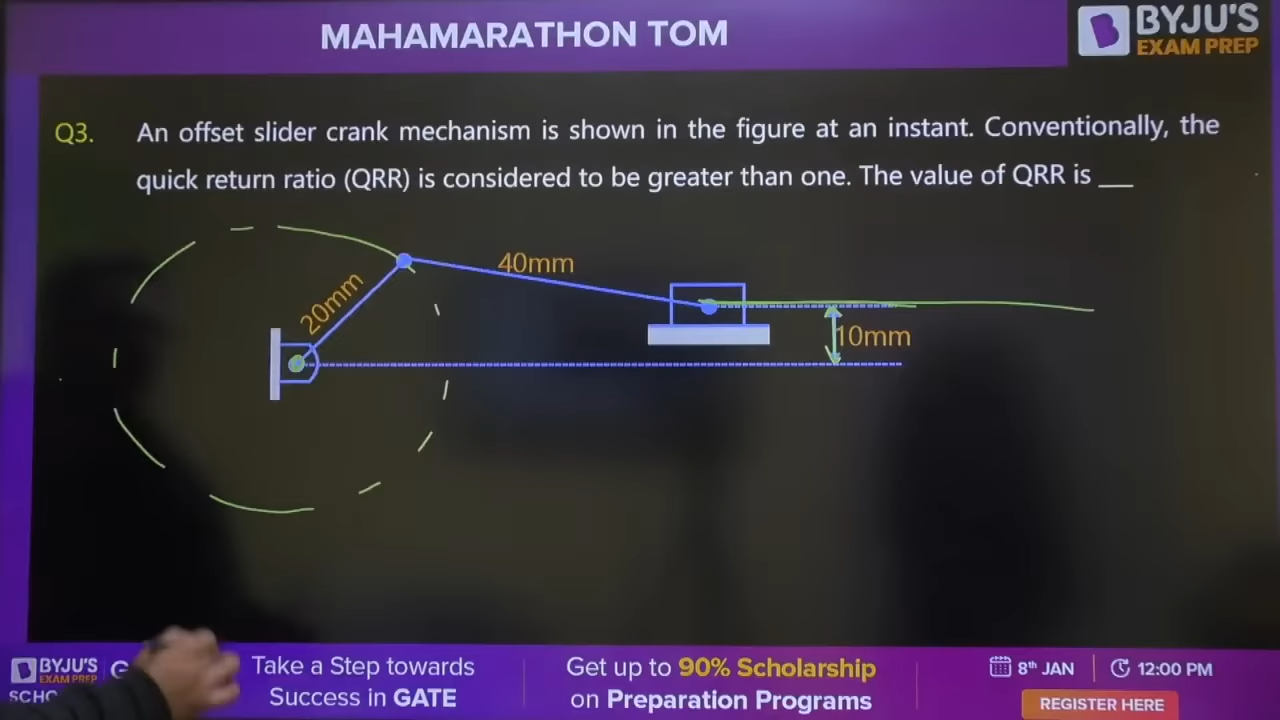 MAHAMARATHON TOM
BYJU'S
EXAM PREP
Q3. An offset slider crank mechanism is shown in the figure at an instant. Conventionally, the
quick return ratio (QRR) is considered to be greater than one. The value of QRR is ___
20mm
40mm
10mm
BYJU'S
EXAM PREP
G
SCHO
Take a Step towards
Success in GATE
Get up to 90% Scholarship
on Preparation Programs
8th JAN
12:00 PM
REGISTER HERE